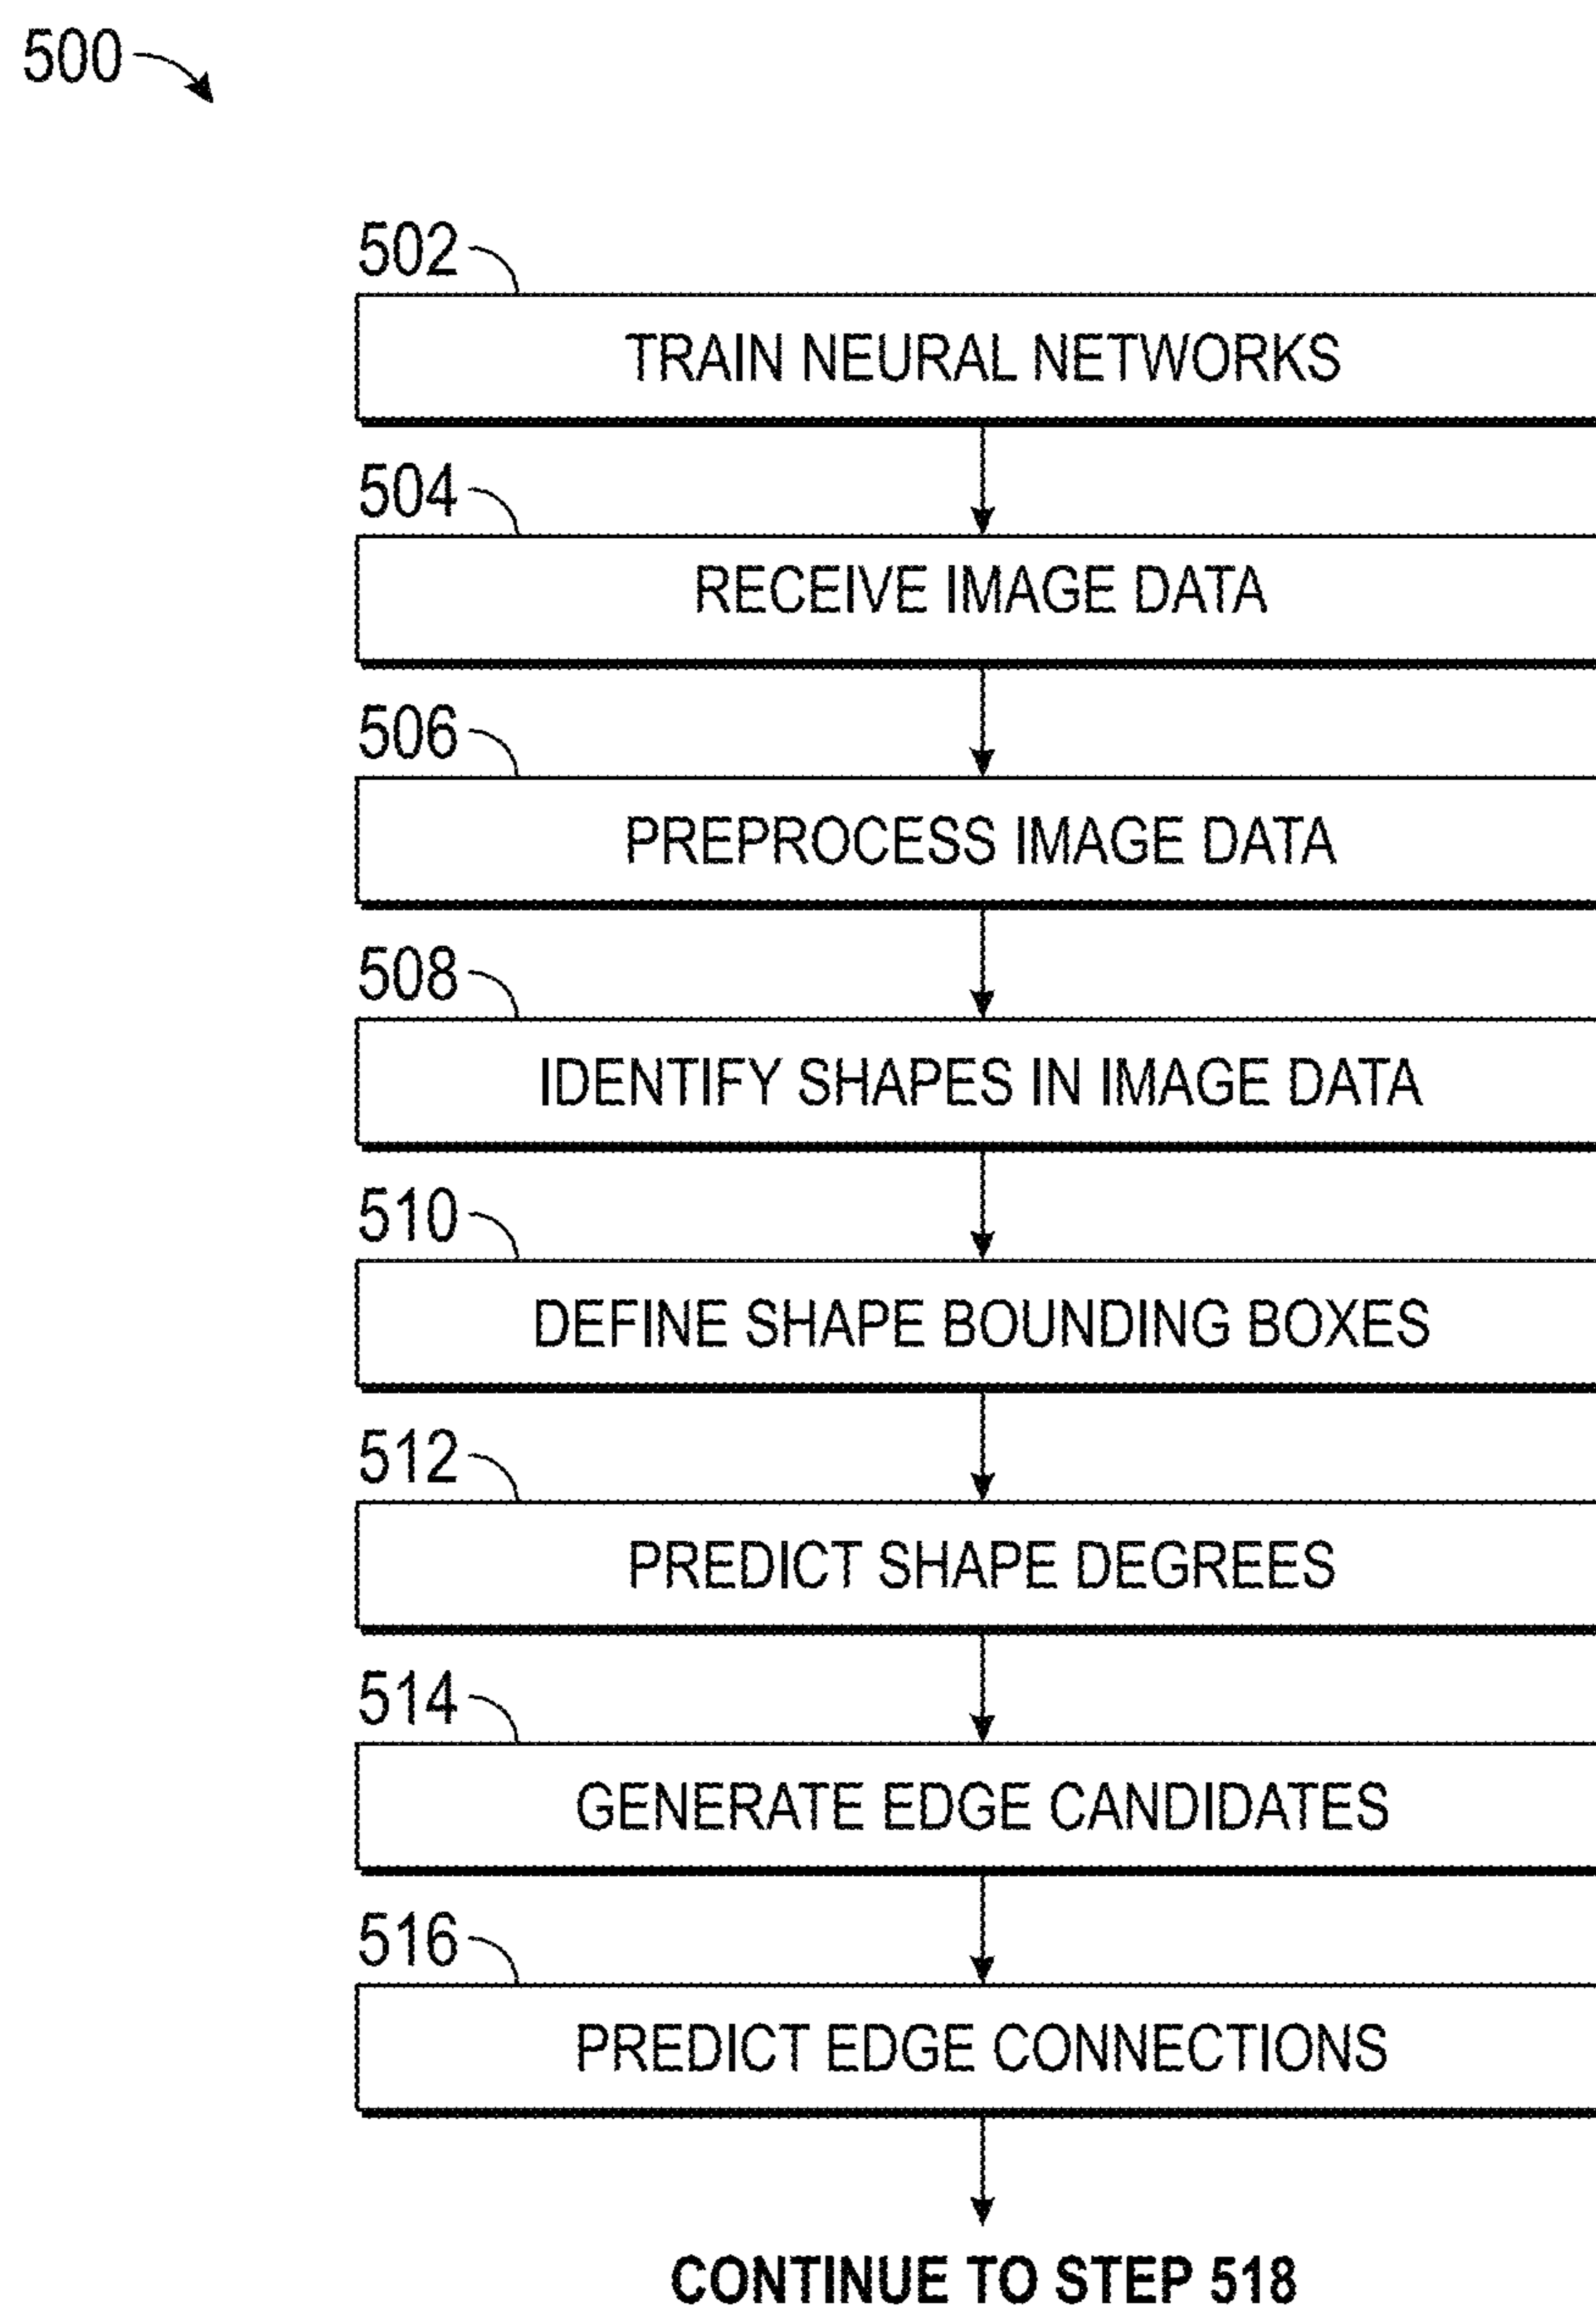 500
502
TRAIN NEURAL NETWORKS
504
RECEIVE IMAGE DATA
506
PREPROCESS IMAGE DATA
508
IDENTIFY SHAPES IN IMAGE DATA
510
DEFINE SHAPE BOUNDING BOXES
512
PREDICT SHAPE DEGREES
514
GENERATE EDGE CANDIDATES
516
PREDICT EDGE CONNECTIONS
CONTINUE TO STEP 518